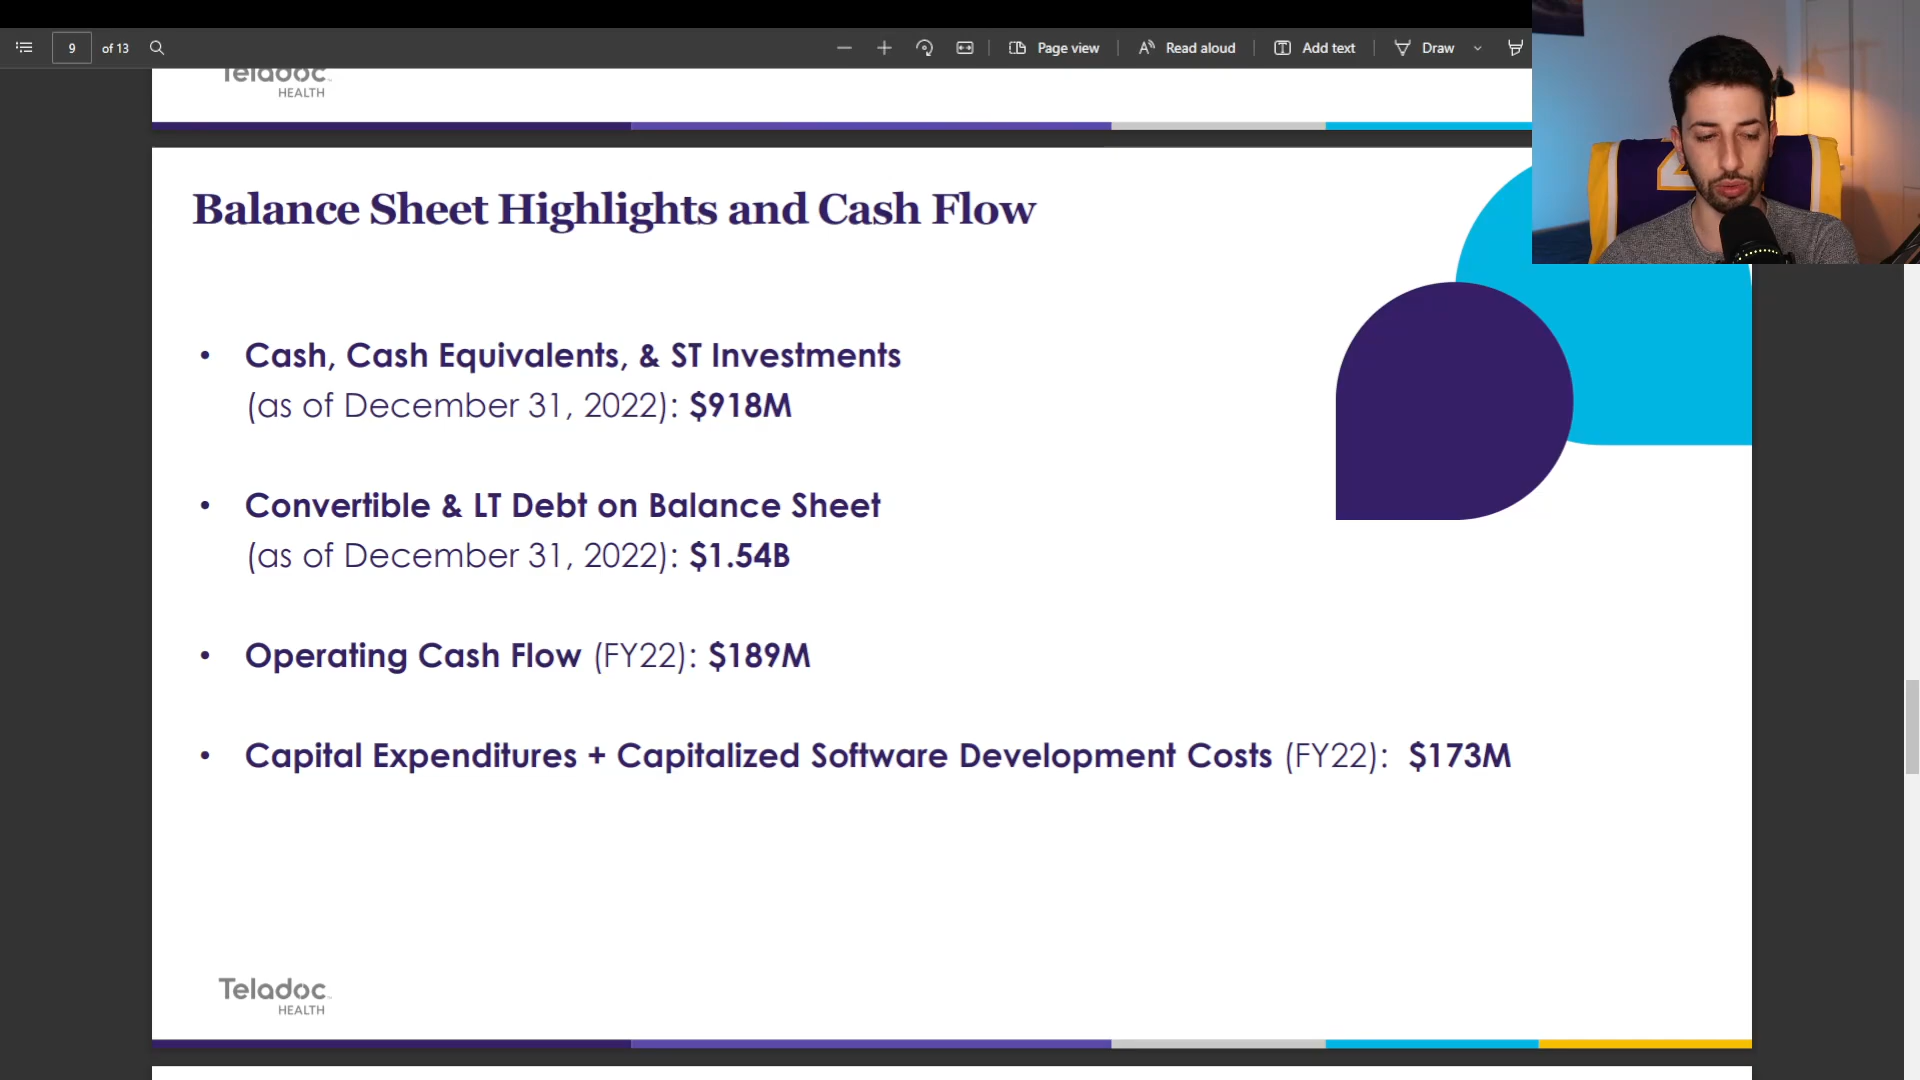 9 of 13 Page view Read aloud Add text Draw
Teladoc
HEALTH
Balance Sheet Highlights and Cash Flow
• Cash, Cash Equivalents, & ST Investments
(as of December 31, 2022): $918M
• Convertible & LT Debt on Balance Sheet
(as of December 31, 2022): $1.54B
• Operating Cash Flow (FY22): $189M
• Capital Expenditures + Capitalized Software Development Costs (FY22): $173M
Teladoc
HEALTH